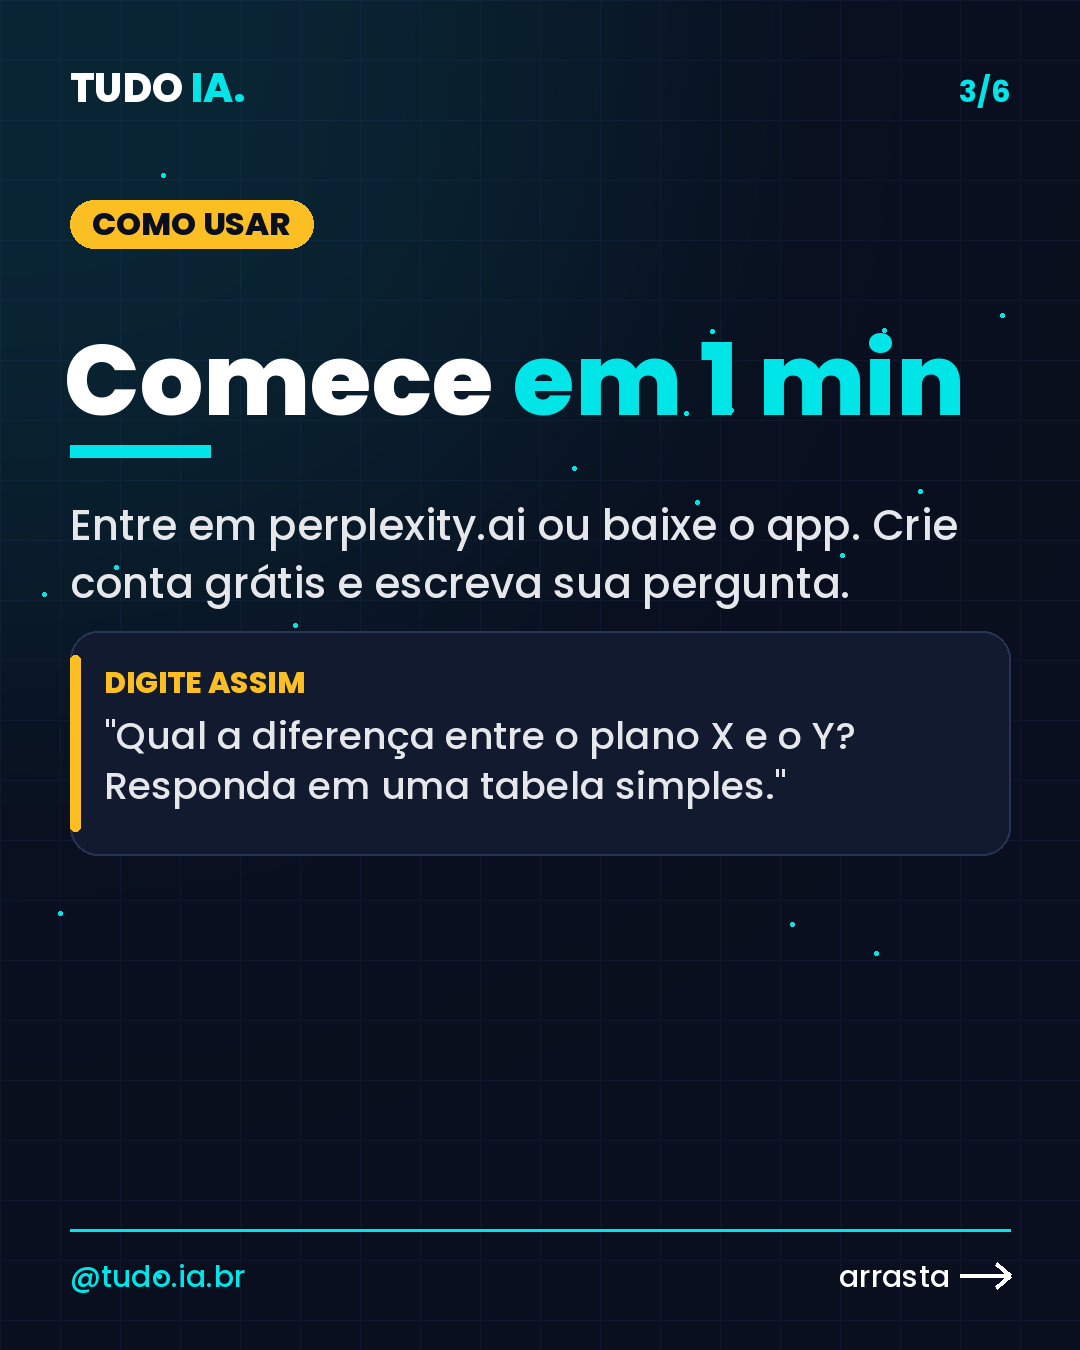 TUDO IA.
3/6
COMO USAR
Comece em 1 min
Entre em perplexity.ai ou baixe o app. Crie
conta grátis e escreva sua pergunta.
DIGITE ASSIM
"Qual a diferença entre o plano X e o Y?
Responda em uma tabela simples."
@tudo.ia.br
arrasta